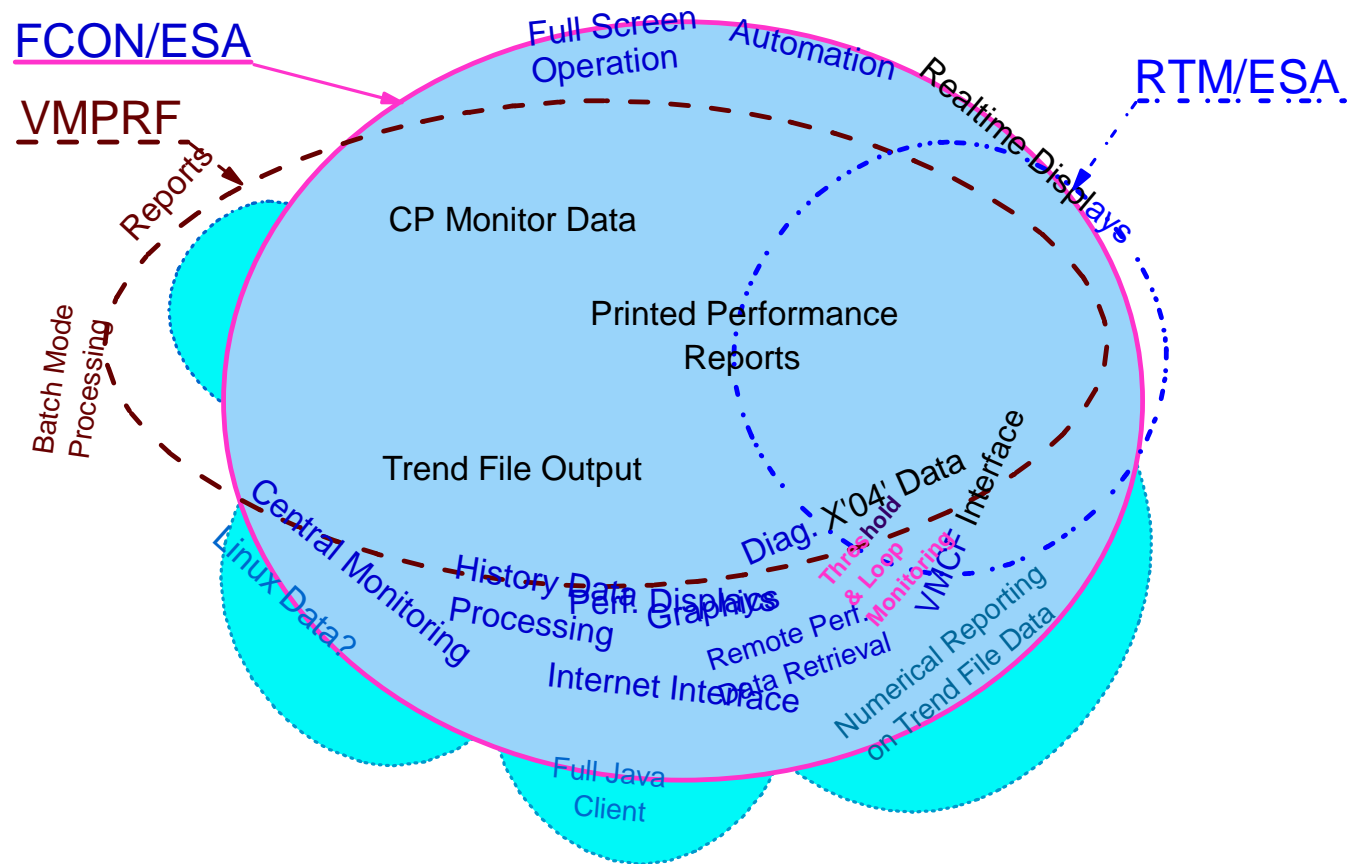 FCON/ESA
VMPRF
RTM/ESA
Full Screen
Operation
Automation
Realtime Displays
Reports
CP Monitor Data
Printed Performance
Reports
Batch Mode
Processing
Trend File Output
Diag. X'04' Data
Threshold
& Loop
Monitoring
VMCF Interface
Central Monitoring
Linux Data?
History Data
Processing
Perf. Displays
Graphics
Internet Interface
Remote Perf.
Data Retrieval
Numerical Reporting
on Trend File Data
Full Java
Client